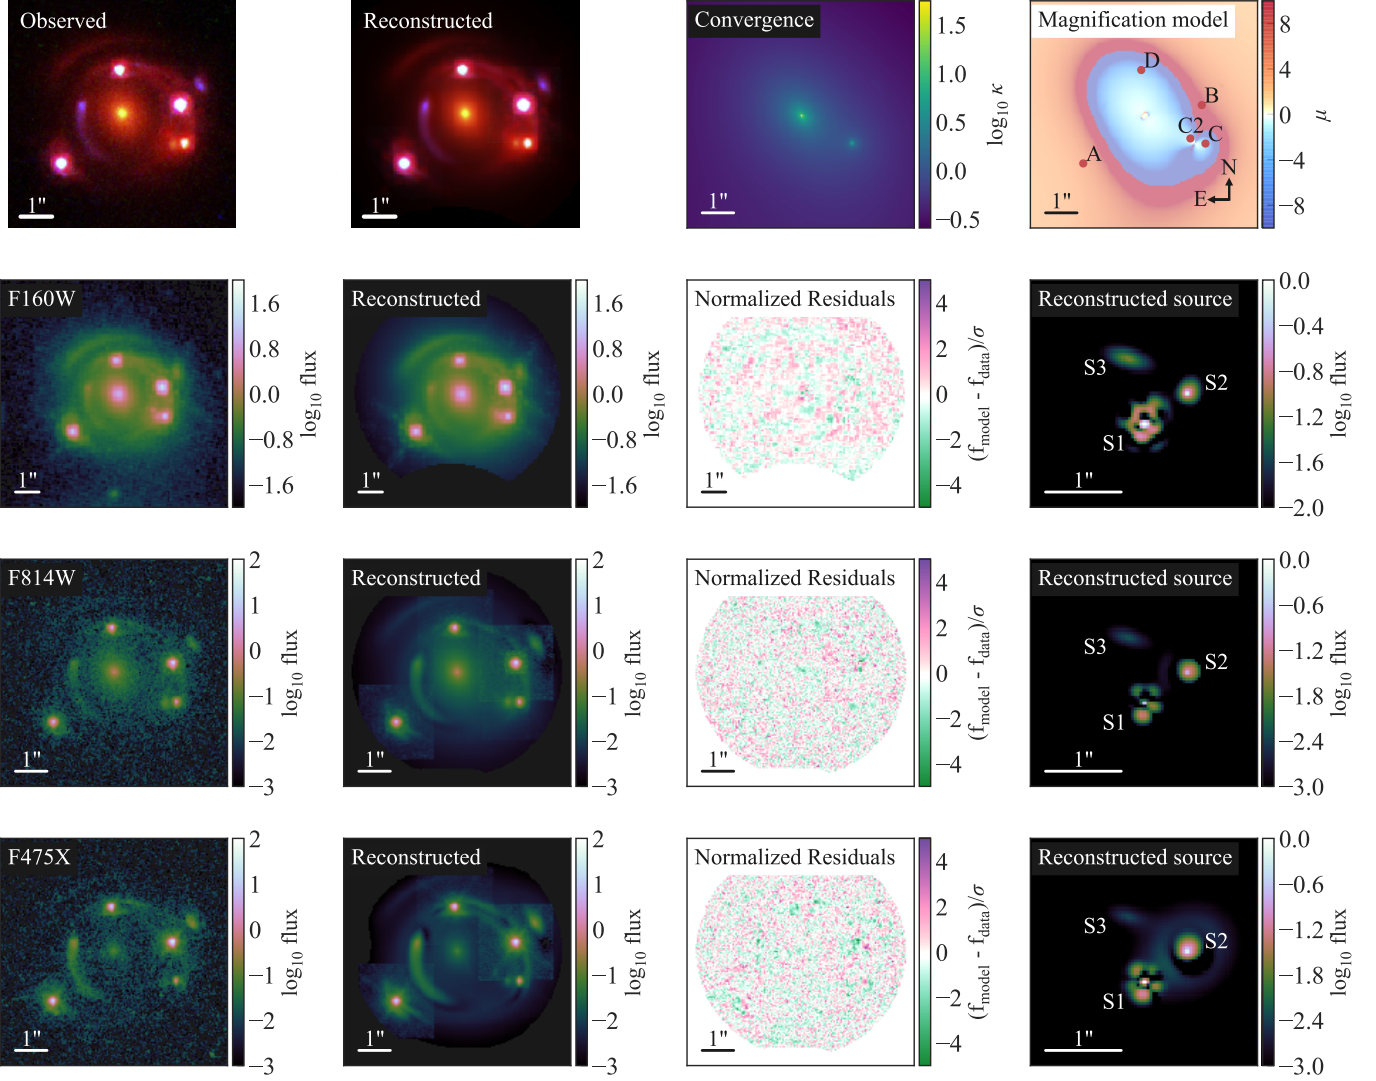 Observed
1"
Reconstructed
1"
Convergence
1"
1.5
1.0
0.5
0.0
−0.5
log10 κ
Magnification model
D
B
C2
C
A
N
E
1"
8
4
0
−4
−8
μ
F160W
1"
1.6
0.8
0.0
−0.8
−1.6
log10 flux
Reconstructed
1"
1.6
0.8
0.0
−0.8
−1.6
log10 flux
Normalized Residuals
1"
4
2
0
−2
−4
(fmodel - fdata)/σ
Reconstructed source
S3
S2
S1
1"
0.0
−0.4
−0.8
−1.2
−1.6
−2.0
log10 flux
F814W
1"
2
1
0
−1
−2
−3
log10 flux
Reconstructed
1"
2
1
0
−1
−2
−3
log10 flux
Normalized Residuals
1"
4
2
0
−2
−4
(fmodel - fdata)/σ
Reconstructed source
S3
S2
S1
1"
0.0
−0.6
−1.2
−1.8
−2.4
−3.0
log10 flux
F475X
1"
2
1
0
−1
−2
−3
log10 flux
Reconstructed
1"
2
1
0
−1
−2
−3
log10 flux
Normalized Residuals
1"
4
2
0
−2
−4
(fmodel - fdata)/σ
Reconstructed source
S3
S2
S1
1"
0.0
−0.6
−1.2
−1.8
−2.4
−3.0
log10 flux